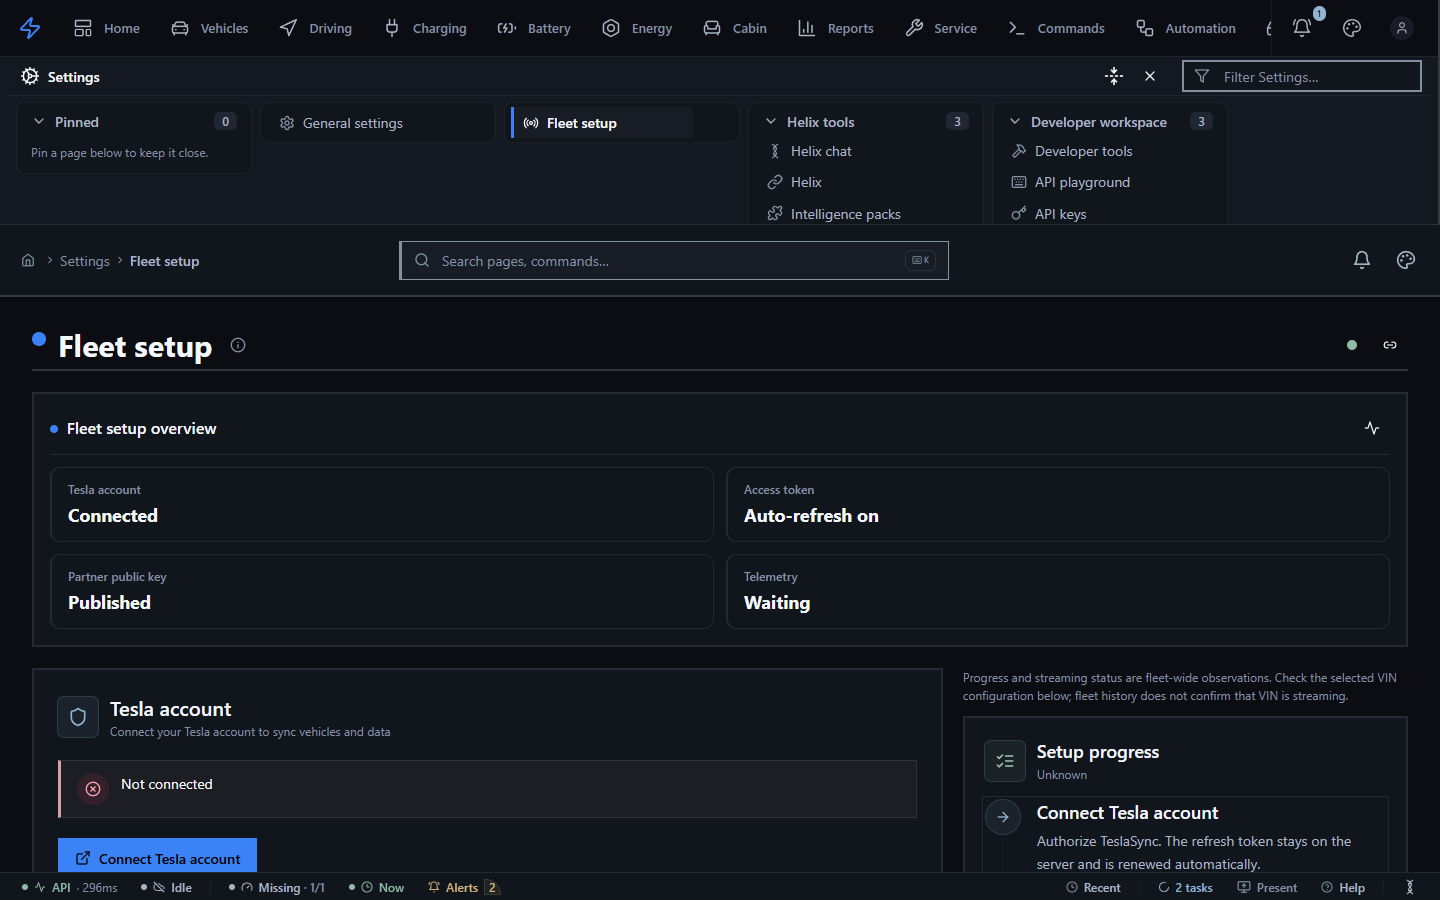 Home
Vehicles
Driving
Charging
Battery
Energy
Cabin
Reports
Service
Commands
Automation
1
Settings
Filter Settings...
Pinned
0
Pin a page below to keep it close.
General settings
Fleet setup
Helix tools
3
Helix chat
Helix
Intelligence packs
Developer workspace
3
Developer tools
API playground
API keys
Settings
Fleet setup
Search pages, commands...
K
Fleet setup
Fleet setup overview
Tesla account
Connected
Access token
Auto-refresh on
Partner public key
Published
Telemetry
Waiting
Tesla account
Connect your Tesla account to sync vehicles and data
Not connected
Connect Tesla account
Progress and streaming status are fleet-wide observations. Check the selected VIN
configuration below; fleet history does not confirm that VIN is streaming.
Setup progress
Unknown
Connect Tesla account
Authorize TeslaSync. The refresh token stays on the
server and is renewed automatically.
API · 296ms
Idle
Missing · 1/1
Now
Alerts 2
Recent
2 tasks
Present
Help